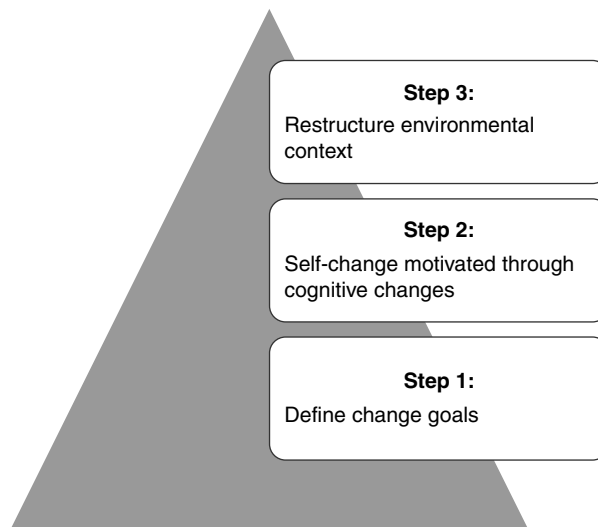 Step 3:
Restructure environmental
context
Step 2:
Self-change motivated through
cognitive changes
Step 1:
Define change goals